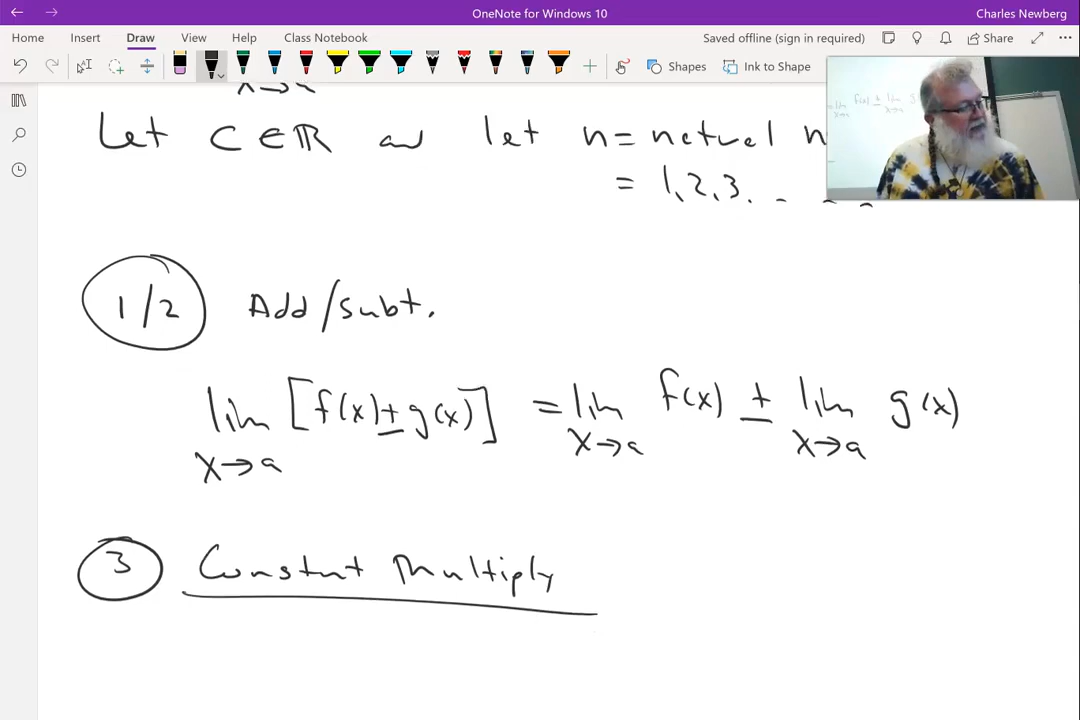 OneNote for Windows 10
Charles Newberg
Home Insert Draw View Help Class Notebook
Saved offline (sign in required)
Share
Shapes
Ink to Shape
x→a
Let C ∈ ℝ let n =
= 1, 2, 3, . . . .
1/2 Add/subt.
lim [f(x) ± g(x)] = lim f(x) ± lim g(x)
x→a x→a x→a
3 Constant Multiply